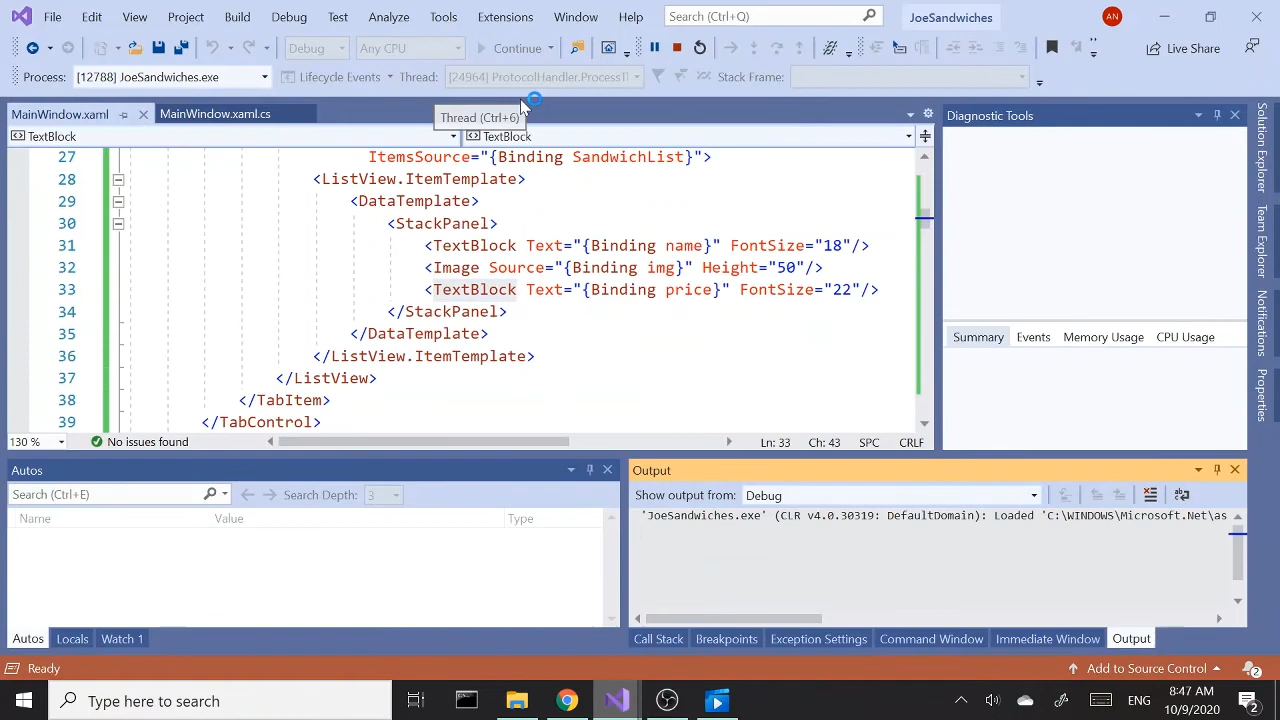 File Edit View Project Build Debug Test Analyze Tools Extensions Window Help Search (Ctrl+Q) JoeSandwiches AN
Debug Any CPU Continue Live Share
Process: [12788] JoeSandwiches.exe Lifecycle Events Thread: [24964] ProtocolHandler.Process Stack Frame:
MainWindow.xaml MainWindow.xaml.cs Thread (Ctrl+6) Diagnostic Tools
TextBlock TextBlock
27 ItemsSource="{Binding SandwichList}">
28 <ListView.ItemTemplate>
29 <DataTemplate>
30 <StackPanel>
31 <TextBlock Text="{Binding name}" FontSize="18"/>
32 <Image Source="{Binding img}" Height="50"/>
33 <TextBlock Text="{Binding price}" FontSize="22"/>
34 </StackPanel>
35 </DataTemplate>
36 </ListView.ItemTemplate>
37 </ListView>
38 </TabItem>
39 </TabControl>
Summary Events Memory Usage CPU Usage
Solution Explorer
Team Explorer
Notifications
Properties
130 % No issues found Ln: 33 Ch: 43 SPC CRLF
Autos
Search (Ctrl+E) Search Depth: 3
Name Value Type
Autos Locals Watch 1
Output
Show output from: Debug
'JoeSandwiches.exe' (CLR v4.0.30319: DefaultDomain): Loaded 'C:\WINDOWS\Microsoft.Net\as
Call Stack Breakpoints Exception Settings Command Window Immediate Window Output
Ready Add to Source Control 2
Type here to search ENG 6:47 AM
10/9/2020 2